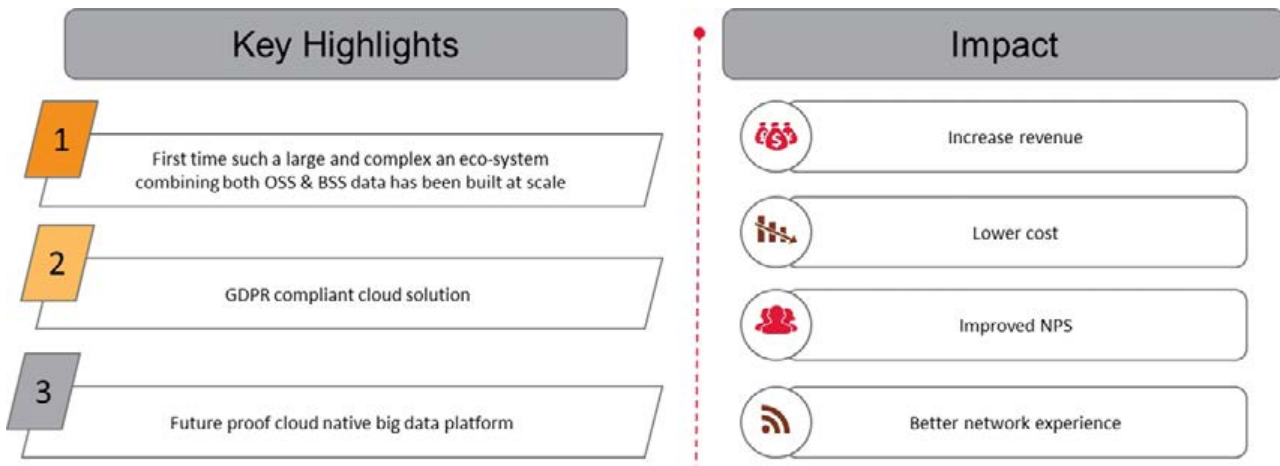 Key Highlights
1
First time such a large and complex an eco-system
combining both OSS & BSS data has been built at scale
2
GDPR compliant cloud solution
3
Future proof cloud native big data platform
Impact
Increase revenue
Lower cost
Improved NPS
Better network experience